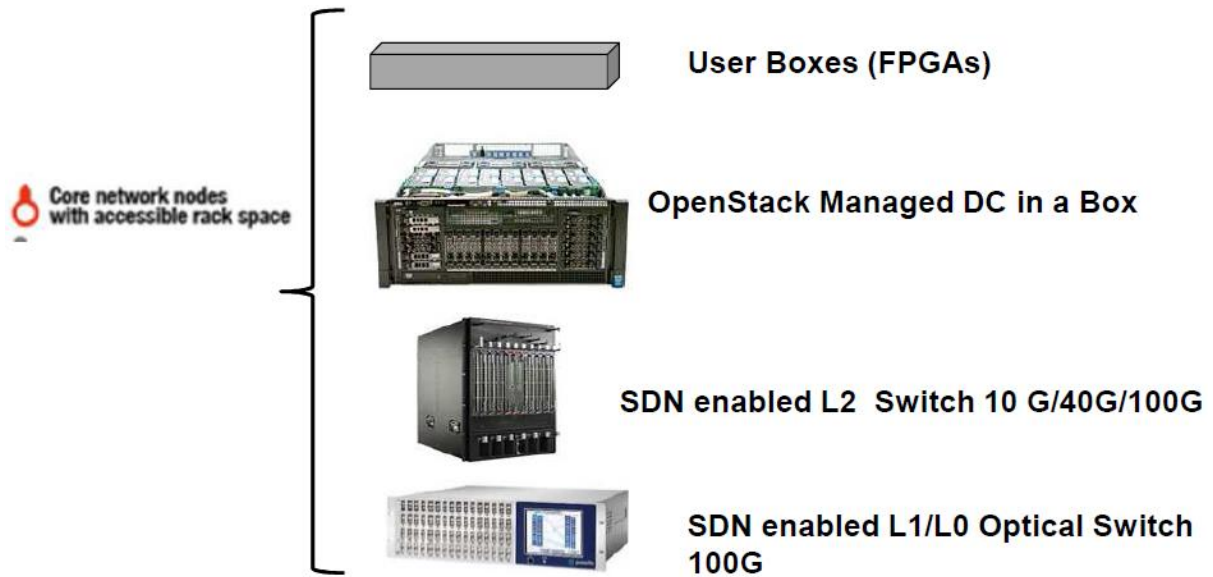 User Boxes (FPGAs)
Core network nodes
with accessible rack space
OpenStack Managed DC in a Box
SDN enabled L2 Switch 10 G/40G/100G
SDN enabled L1/L0 Optical Switch
100G